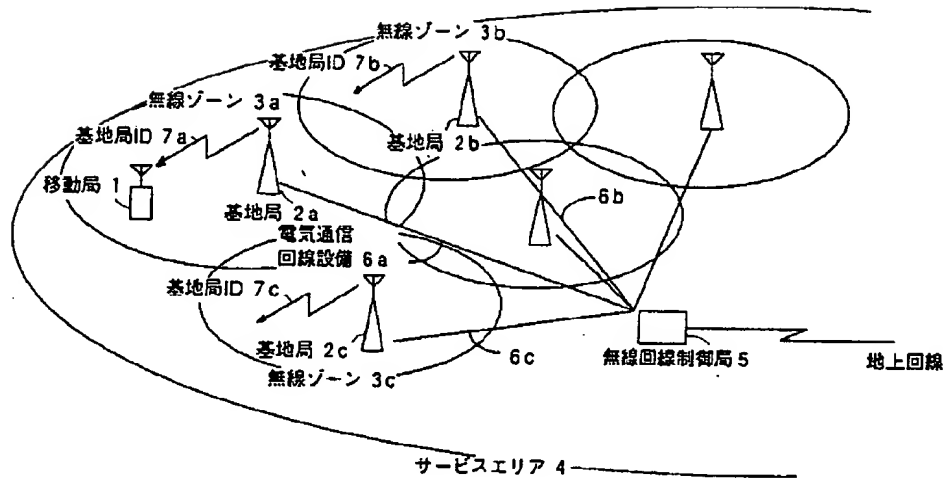 無線ゾーン 3b
基地局ID 7b
無線ゾーン 3a
基地局ID 7a
基地局 2b
移動局 1
6b
基地局 2a
電気通信
回線設備 6a
基地局ID 7c
基地局 2c
6c
無線回線制御局 5
地上回線
無線ゾーン 3c
サービスエリア 4